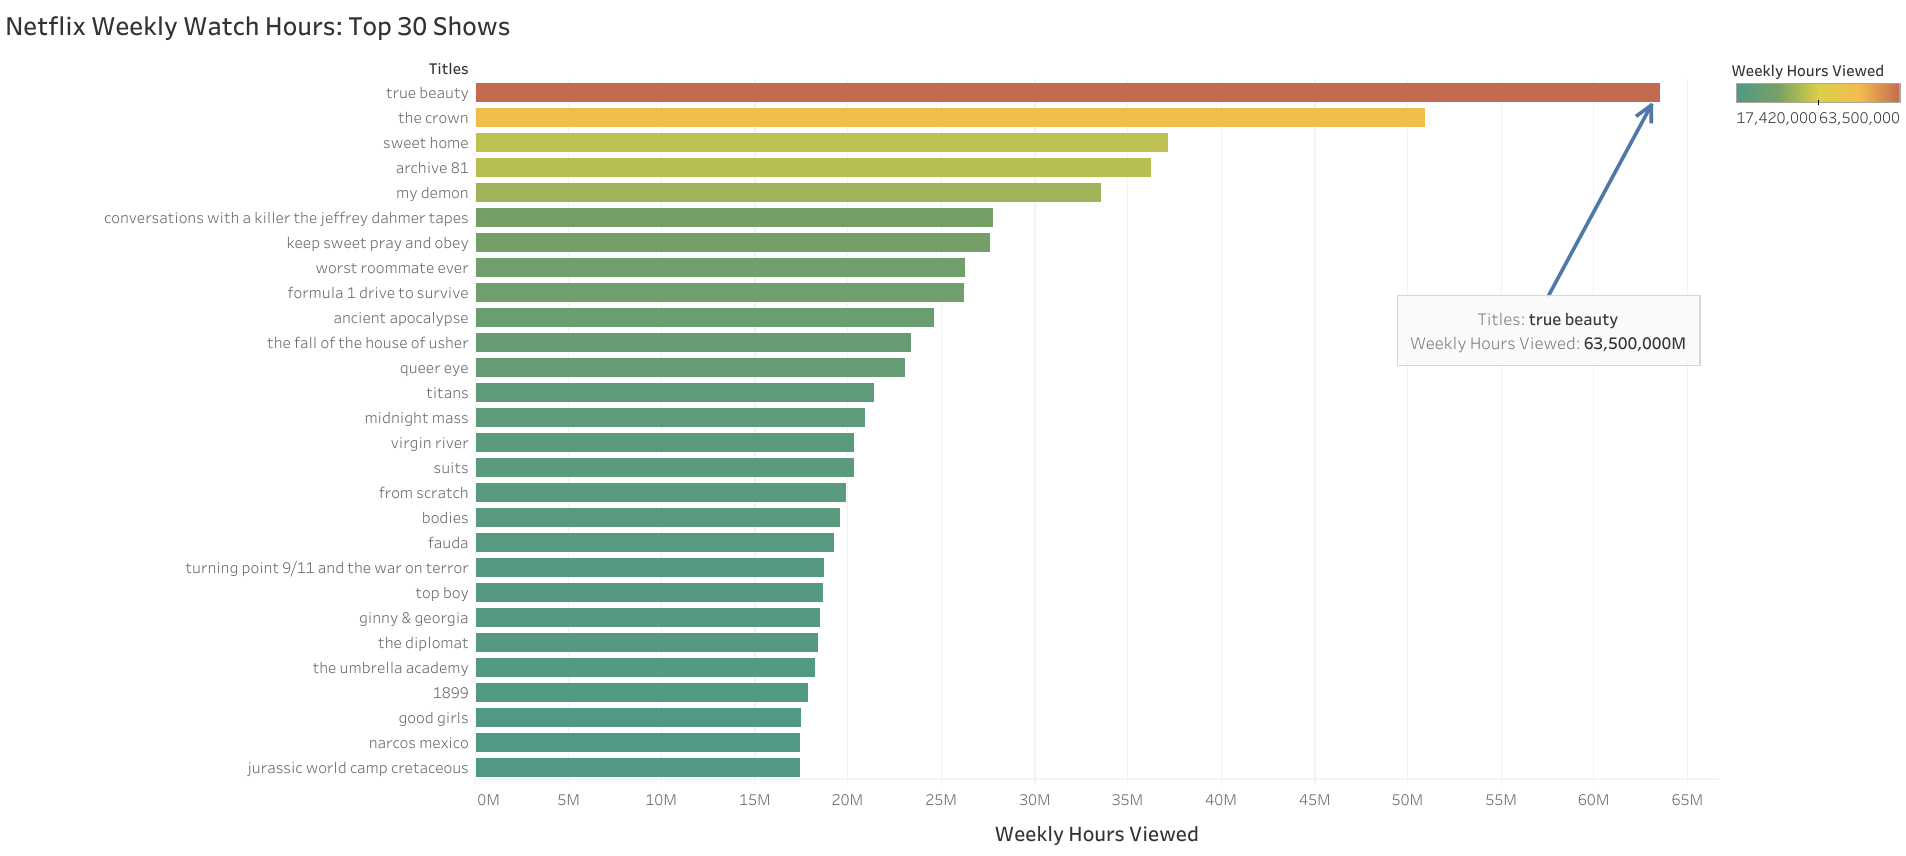 Netflix Weekly Watch Hours: Top 30 Shows
Titles
true beauty
the crown
sweet home
archive 81
my demon
conversations with a killer the jeffrey dahmer tapes
keep sweet pray and obey
worst roommate ever
formula 1 drive to survive
ancient apocalypse
the fall of the house of usher
queer eye
titans
midnight mass
virgin river
suits
from scratch
bodies
fauda
turning point 9/11 and the war on terror
top boy
ginny & georgia
the diplomat
the umbrella academy
1899
good girls
narcos mexico
jurassic world camp cretaceous
0M 5M 10M 15M 20M 25M 30M 35M 40M 45M 50M 55M 60M 65M
Weekly Hours Viewed
Titles: true beauty
Weekly Hours Viewed: 63,500,000M
Weekly Hours Viewed
17,420,000 63,500,000